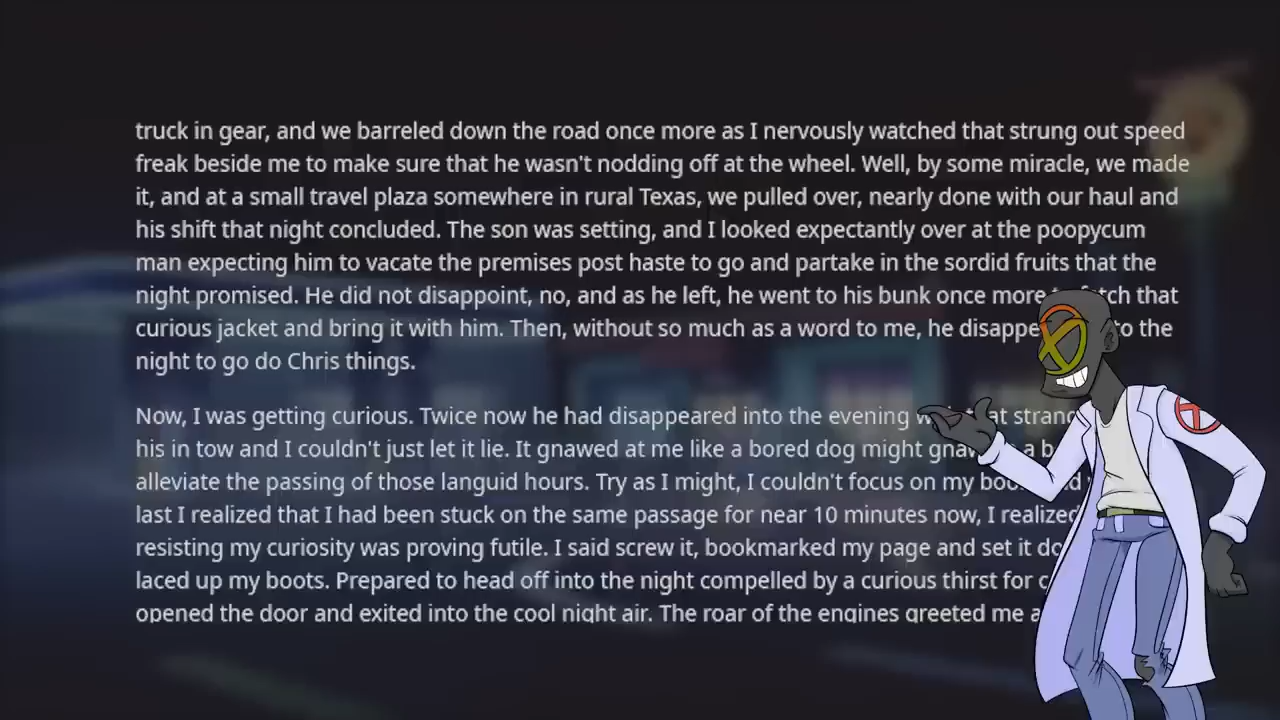 truck in gear, and we barreled down the road once more as I nervously watched that strung out speed
freak beside me to make sure that he wasn't nodding off at the wheel. Well, by some miracle, we made
it, and at a small travel plaza somewhere in rural Texas, we pulled over, nearly done with our haul and
his shift that night concluded. The son was setting, and I looked expectantly over at the poopycum
man expecting him to vacate the premises post haste to go and partake in the sordid fruits that the
night promised. He did not disappoint, no, and as he left, he went to his bunk once more that
curious jacket and bring it with him. Then, without so much as a word to me, he the
night to go do Chris things.
Now, I was getting curious. Twice now he had disappeared into the evening
his in tow and I couldn't just let it lie. It gnawed at me like a bored dog might a
alleviate the passing of those languid hours. Try as I might, I couldn't focus on my
last I realized that I had been stuck on the same passage for near 10 minutes now, I realized
resisting my curiosity was proving futile. I said screw it, bookmarked my page and set it
laced up my boots. Prepared to head off into the night compelled by a curious thirst for
opened the door and exited into the cool night air. The roar of the engines greeted me